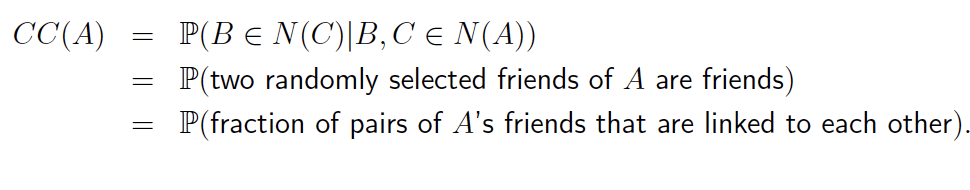 CC(A) = ℙ(B ∈ N(C)|B, C ∈ N(A))
= ℙ(two randomly selected friends of A are friends)
= ℙ(fraction of pairs of A's friends that are linked to each other).